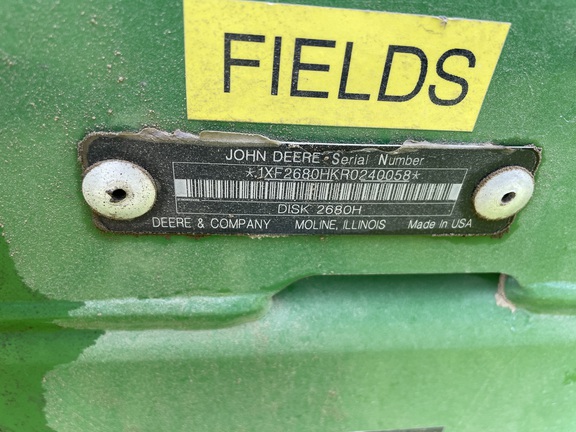 FIELDS
JOHN DEERE Serial Number
*1XF2680HKR0240058*
DISK 2680H
DEERE & COMPANY MOLINE, ILLINOIS Made in USA